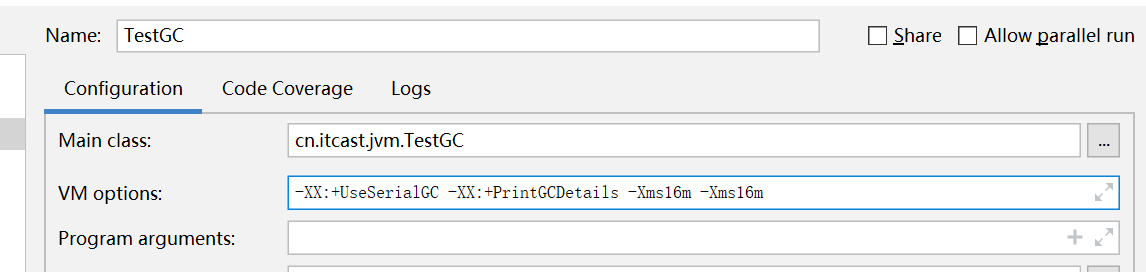 Name: TestGC Share Allow parallel run
Configuration Code Coverage Logs
Main class: cn.itcast.jvm.TestGC ...
VM options: -XX:+UseSerialGC -XX:+PrintGCDetails -Xms16m -Xms16m
Program arguments: